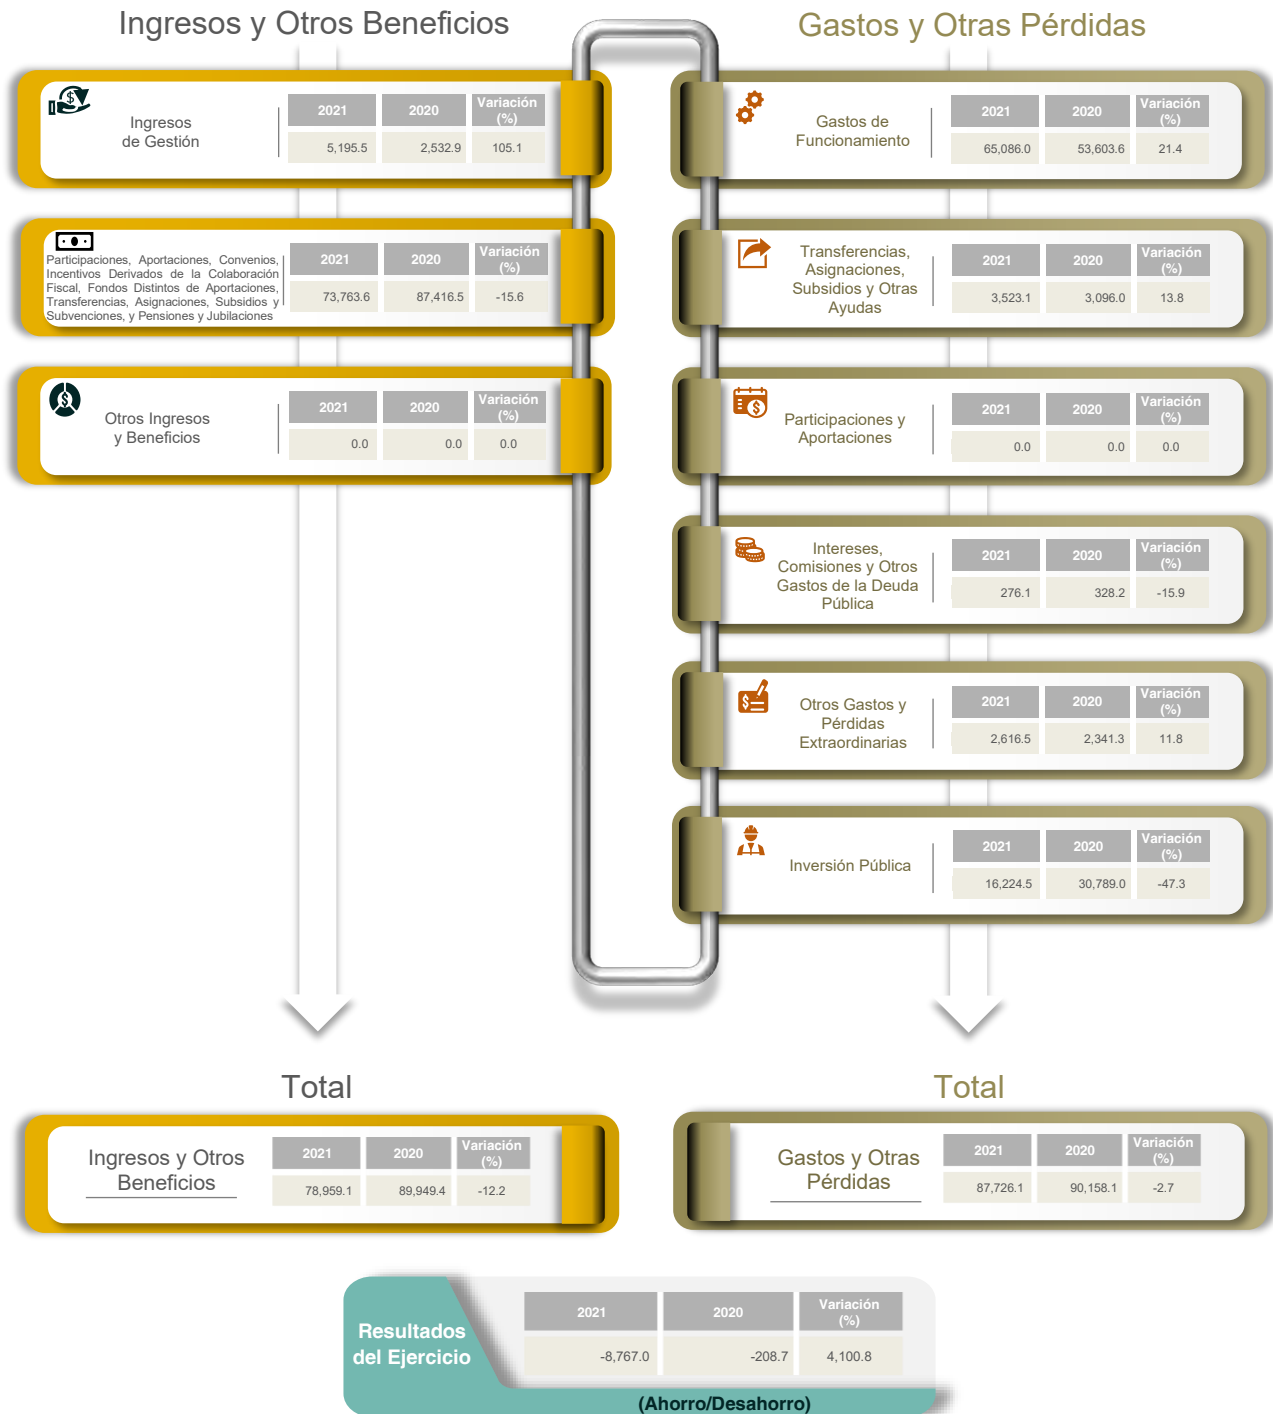 Ingresos y Otros Beneficios
Ingresos
de Gestión
2021 2020 Variación (%)
5,195.5 2,532.9 105.1
Participaciones, Aportaciones, Convenios,
Incentivos Derivados de la Colaboración
Fiscal, Fondos Distintos de Aportaciones,
Transferencias, Asignaciones, Subsidios y
Subvenciones, y Pensiones y Jubilaciones
2021 2020 Variación (%)
73,763.6 87,416.5 -15.6
Otros Ingresos
y Beneficios
2021 2020 Variación (%)
0.0 0.0 0.0
Total
Ingresos y Otros
Beneficios
2021 2020 Variación (%)
78,959.1 89,949.4 -12.2
Gastos y Otras Pérdidas
Gastos de
Funcionamiento
2021 2020 Variación (%)
65,086.0 53,603.6 21.4
Transferencias,
Asignaciones,
Subsidios y Otras
Ayudas
2021 2020 Variación (%)
3,523.1 3,096.0 13.8
Participaciones y
Aportaciones
2021 2020 Variación (%)
0.0 0.0 0.0
Intereses,
Comisiones y Otros
Gastos de la Deuda
Pública
2021 2020 Variación (%)
276.1 328.2 -15.9
Otros Gastos y
Pérdidas
Extraordinarias
2021 2020 Variación (%)
2,616.5 2,341.3 11.8
Inversión Pública
2021 2020 Variación (%)
16,224.5 30,789.0 -47.3
Total
Gastos y Otras
Pérdidas
2021 2020 Variación (%)
87,726.1 90,158.1 -2.7
Resultados
del Ejercicio
2021 2020 Variación (%)
-8,767.0 -208.7 4,100.8
(Ahorro/Desahorro)